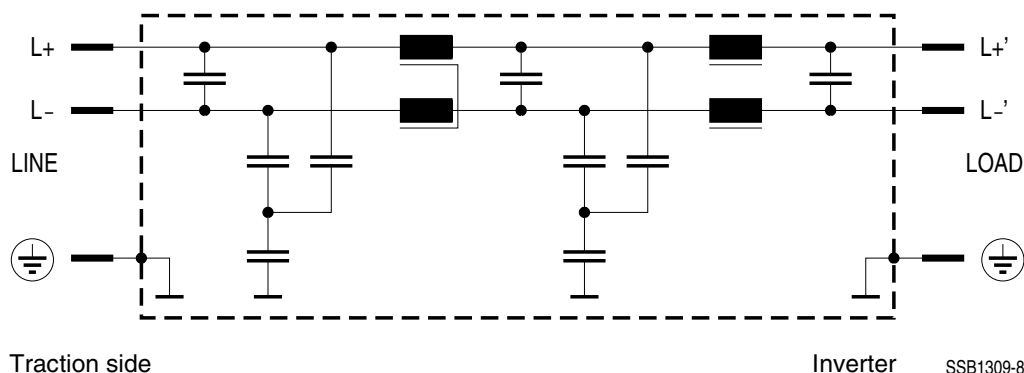 L+
L+’
L–
L–’
LINE
LOAD
Traction side
Inverter
SSB1309-8